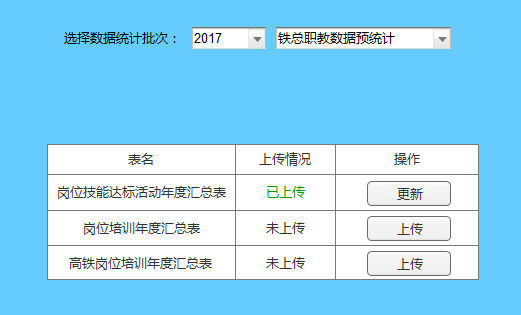 选择数据统计批次： 2017 铁总职教数据预统计
表名 上传情况 操作
岗位技能达标活动年度汇总表 已上传 更新
岗位培训年度汇总表 未上传 上传
高铁岗位培训年度汇总表 未上传 上传